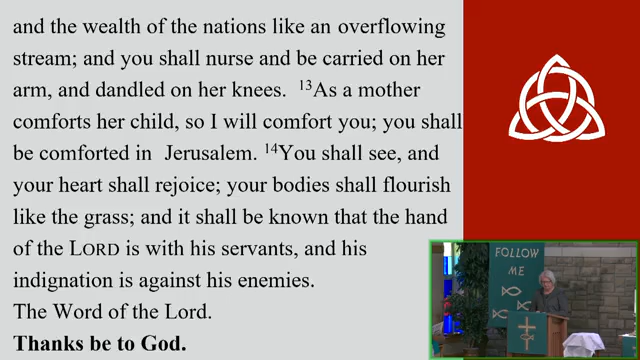 and the wealth of the nations like an overflowing
stream; and you shall nurse and be carried on her
arm, and dandled on her knees. ¹³As a mother
comforts her child, so I will comfort you; you shall
be comforted in Jerusalem. ¹⁴You shall see, and
your heart shall rejoice; your bodies shall flourish
like the grass; and it shall be known that the hand
of the LORD is with his servants, and his
indignation is against his enemies.
The Word of the Lord.
Thanks be to God.
FOLLOW
ME